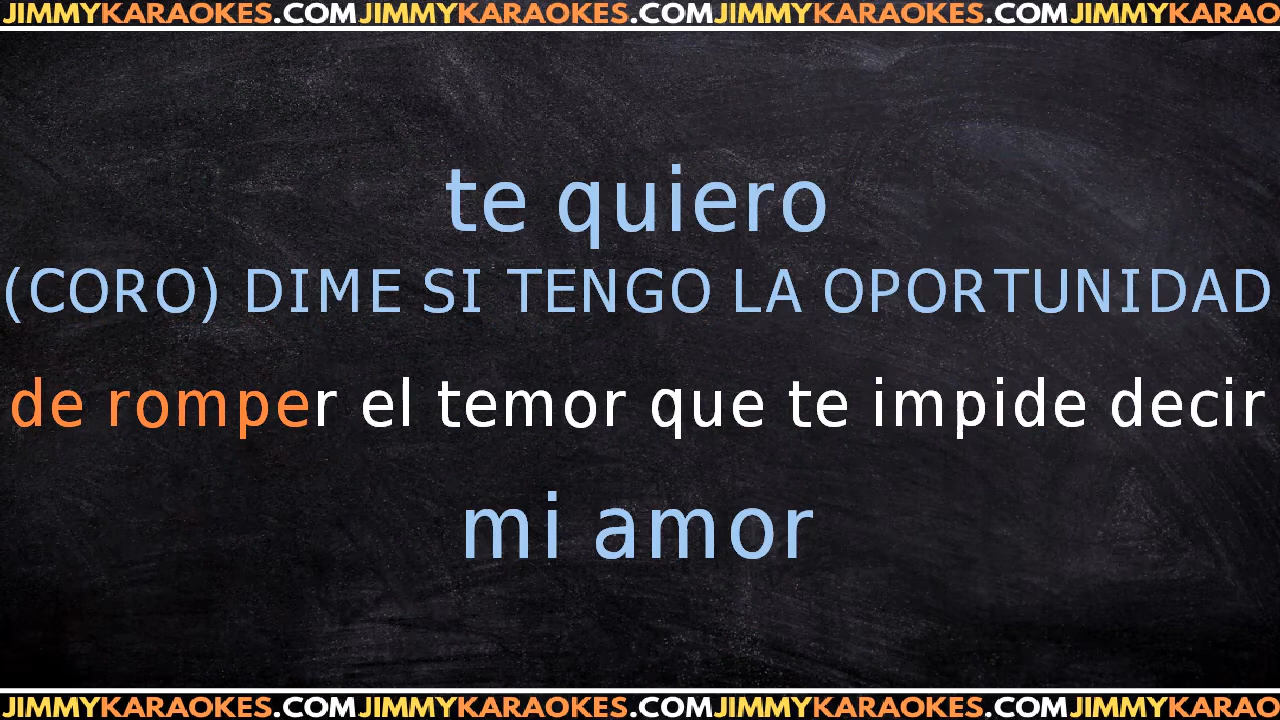 JIMMYKARAOKES.COMJIMMYKARAOKES.COMJIMMYKARAOKES.COMJIMMYKARAO
te quiero
(CORO) DIME SI TENGO LA OPORTUNIDAD
de romper el temor que te impide decir
mi amor
JIMMYKARAOKES.COMJIMMYKARAOKES.COMJIMMYKARAOKES.COMJIMMYKARAO